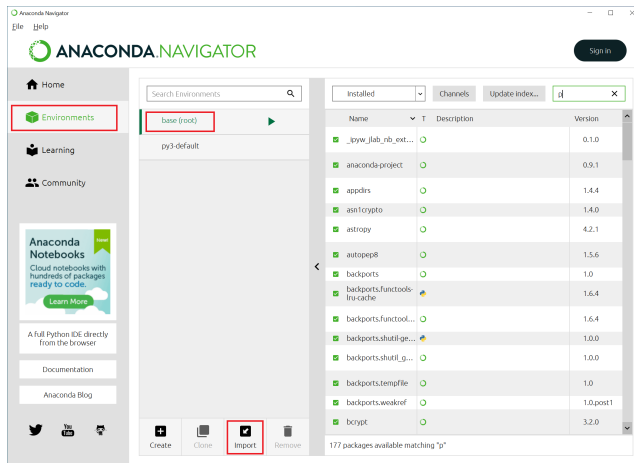 Anaconda Navigator
File Help
ANACONDA.NAVIGATOR
Sign in
Home
Environments
Learning
Community
Anaconda
Notebooks
Cloud notebooks with
hundreds of packages
ready to code.
Learn More
A Full Python IDE directly
from the browser
Documentation
Anaconda Blog
You
Tube
Search Environments
base (root)
py3-default
Create
Clone
Import
Remove
Installed
Channels
Update index...
p
Name T Description Version
_ipyw_jlab_nb_ext... 0.1.0
anaconda-project 0.9.1
appdirs 1.4.4
asn1crypto 1.4.0
astropy 4.2.1
autopep8 1.5.6
backports 1.0
backports.functools-
lru-cache 1.6.4
backports.functool... 1.6.4
backports.shutil-ge... 1.0.0
backports.shutil_g... 1.0.0
backports.tempfile 1.0
backports.weakref 1.0.post1
bcrypt 3.2.0
177 packages available matching "p"